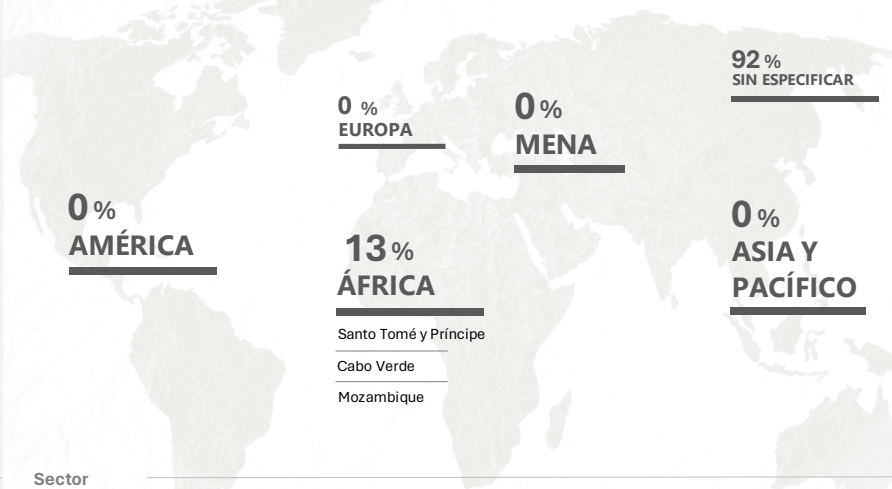 92 %
SIN ESPECIFICAR
0 %
EUROPA
0 %
MENA
0 %
AMÉRICA
0 %
ASIA Y
PACÍFICO
13 %
ÁFRICA
Santo Tomé y Príncipe
Cabo Verde
Mozambique
Sector